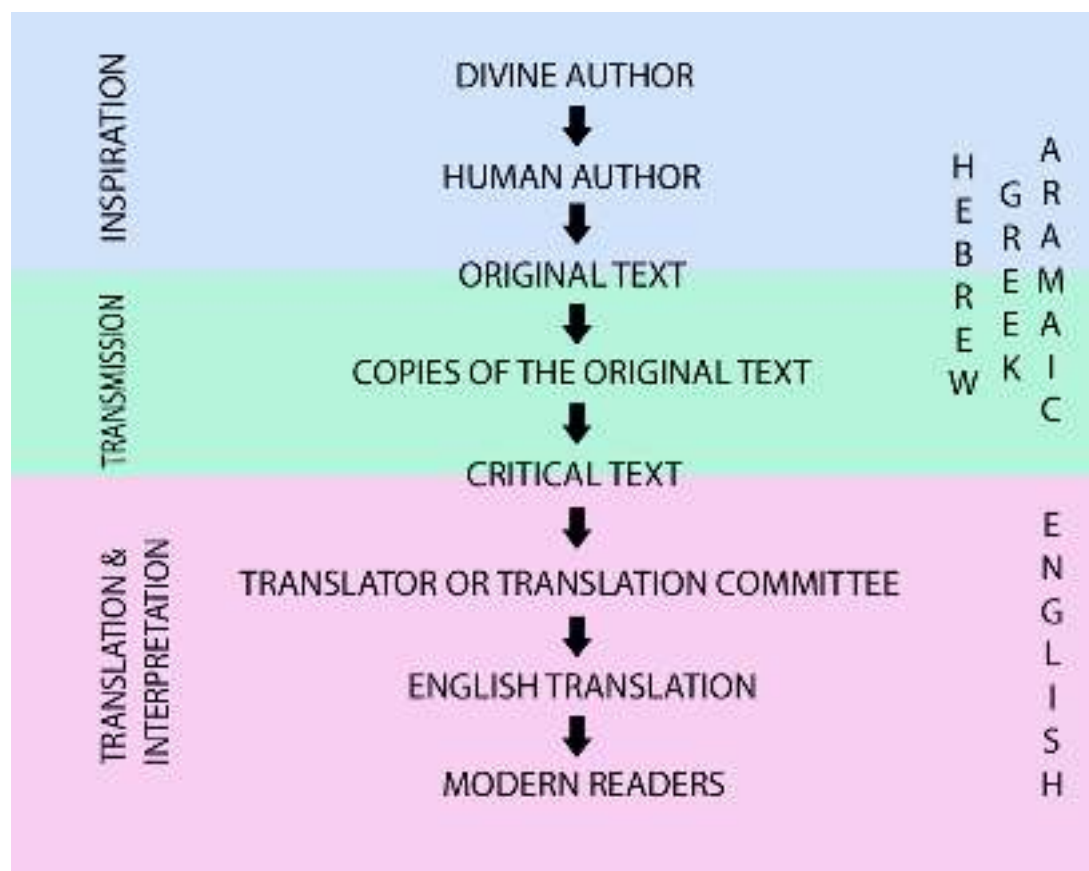 INSPIRATION
DIVINE AUTHOR
HUMAN AUTHOR
ORIGINAL TEXT
TRANSMISSION
COPIES OF THE ORIGINAL TEXT
CRITICAL TEXT
TRANSLATION &
INTERPRETATION
TRANSLATOR OR TRANSLATION COMMITTEE
ENGLISH TRANSLATION
MODERN READERS
HEBREW
GREEK
ARAMAIC
ENGLISH